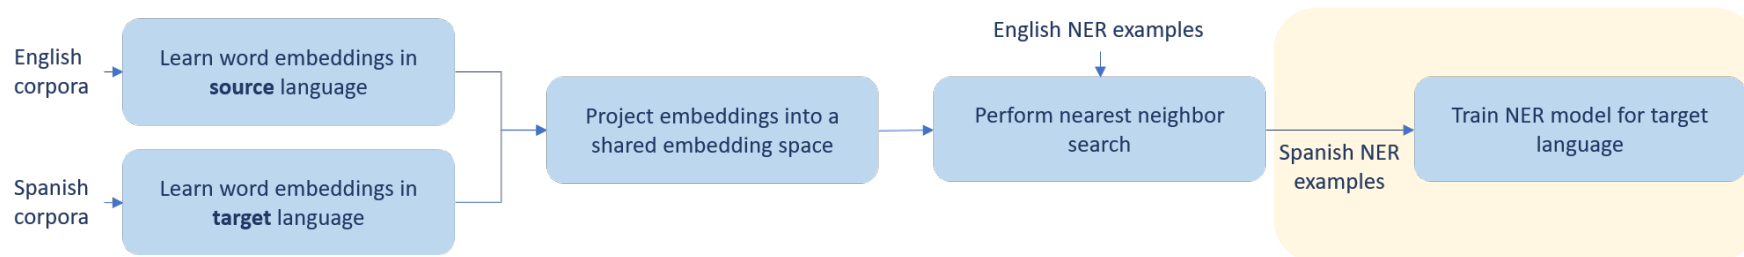 English
corpora
Learn word embeddings in
source language
Spanish
corpora
Learn word embeddings in
target language
Project embeddings into a
shared embedding space
English NER examples
Perform nearest neighbor
search
Spanish NER
examples
Train NER model for target
language